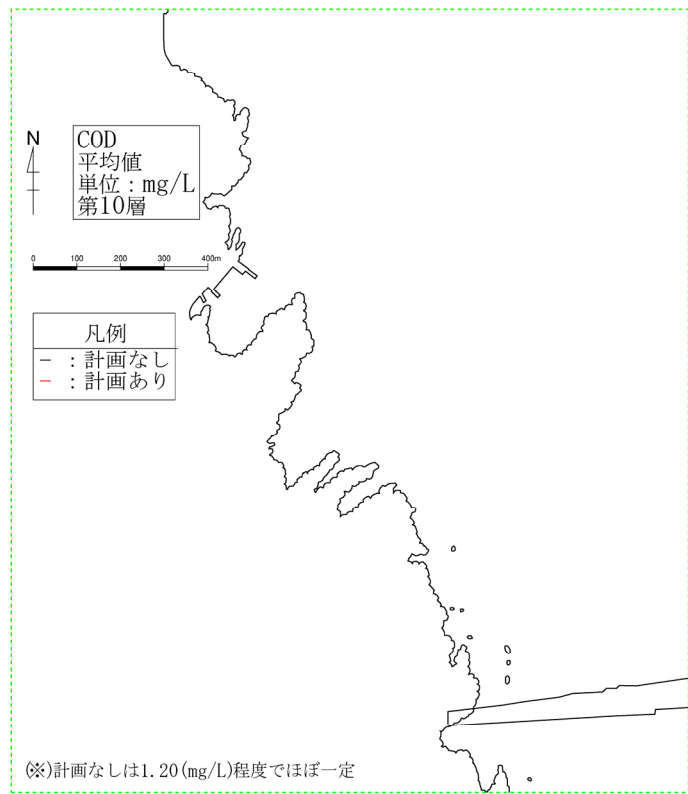 N
COD
平均値
単位：mg/L
第10層
0 100 200 300 400m
凡例
－ ：計画なし
－ ：計画あり
(※)計画なしは1.20(mg/L)程度でほぼ一定